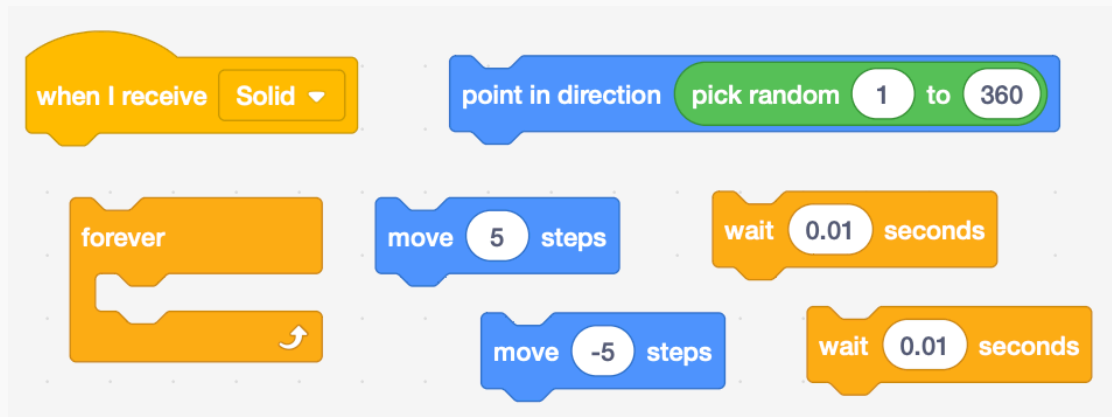 when I receive Solid
point in direction pick random 1 to 360
forever
move 5 steps
wait 0.01 seconds
move -5 steps
wait 0.01 seconds